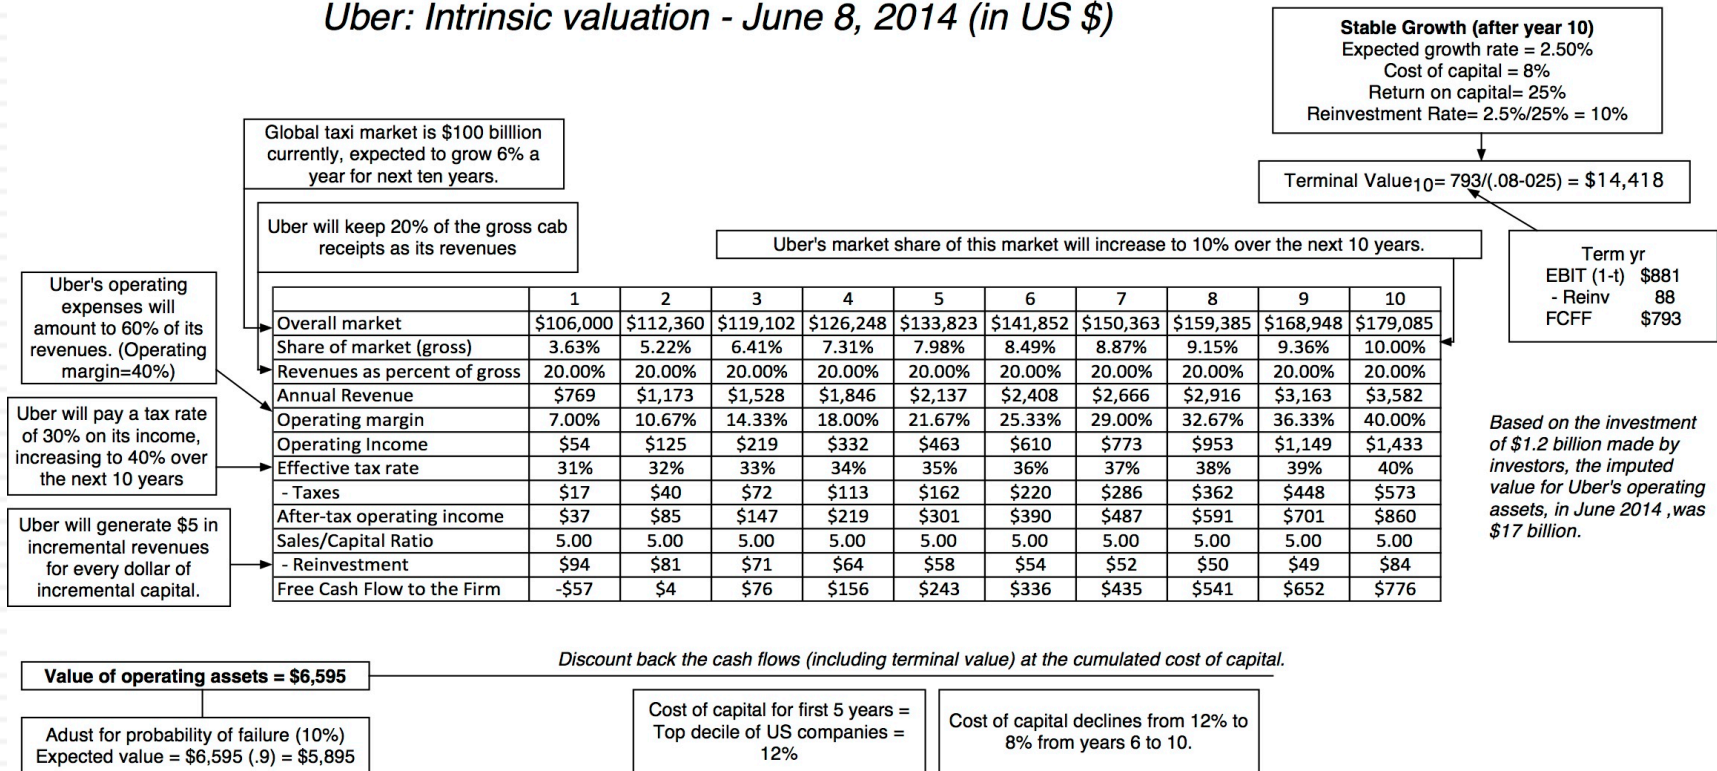 Uber: Intrinsic valuation - June 8, 2014 (in US $)
Stable Growth (after year 10)
Expected growth rate = 2.50%
Cost of capital = 8%
Return on capital= 25%
Reinvestment Rate= 2.5%/25% = 10%
Global taxi market is $100 billlion
currently, expected to grow 6% a
year for next ten years.
Terminal Value10= 793/(.08-025) = $14,418
Uber will keep 20% of the gross cab
receipts as its revenues
Uber's market share of this market will increase to 10% over the next 10 years.
Term yr
EBIT (1-t) $881
- Reinv 88
FCFF $793
Uber's operating
expenses will
amount to 60% of its
revenues. (Operating
margin=40%)
Uber will pay a tax rate
of 30% on its income,
increasing to 40% over
the next 10 years
Uber will generate $5 in
incremental revenues
for every dollar of
incremental capital.
1 2 3 4 5 6 7 8 9 10
Overall market $106,000 $112,360 $119,102 $126,248 $133,823 $141,852 $150,363 $159,385 $168,948 $179,085
Share of market (gross) 3.63% 5.22% 6.41% 7.31% 7.98% 8.49% 8.87% 9.15% 9.36% 10.00%
Revenues as percent of gross 20.00% 20.00% 20.00% 20.00% 20.00% 20.00% 20.00% 20.00% 20.00% 20.00%
Annual Revenue $769 $1,173 $1,528 $1,846 $2,137 $2,408 $2,666 $2,916 $3,163 $3,582
Operating margin 7.00% 10.67% 14.33% 18.00% 21.67% 25.33% 29.00% 32.67% 36.33% 40.00%
Operating Income $54 $125 $219 $332 $463 $610 $773 $953 $1,149 $1,433
Effective tax rate 31% 32% 33% 34% 35% 36% 37% 38% 39% 40%
- Taxes $17 $40 $72 $113 $162 $220 $286 $362 $448 $573
After-tax operating income $37 $85 $147 $219 $301 $390 $487 $591 $701 $860
Sales/Capital Ratio 5.00 5.00 5.00 5.00 5.00 5.00 5.00 5.00 5.00 5.00
- Reinvestment $94 $81 $71 $64 $58 $54 $52 $50 $49 $84
Free Cash Flow to the Firm -$57 $4 $76 $156 $243 $336 $435 $541 $652 $776
Based on the investment
of $1.2 billion made by
investors, the imputed
value for Uber's operating
assets, in June 2014 ,was
$17 billion.
Discount back the cash flows (including terminal value) at the cumulated cost of capital.
Value of operating assets = $6,595
Adust for probability of failure (10%)
Expected value = $6,595 (.9) = $5,895
Cost of capital for first 5 years =
Top decile of US companies =
12%
Cost of capital declines from 12% to
8% from years 6 to 10.